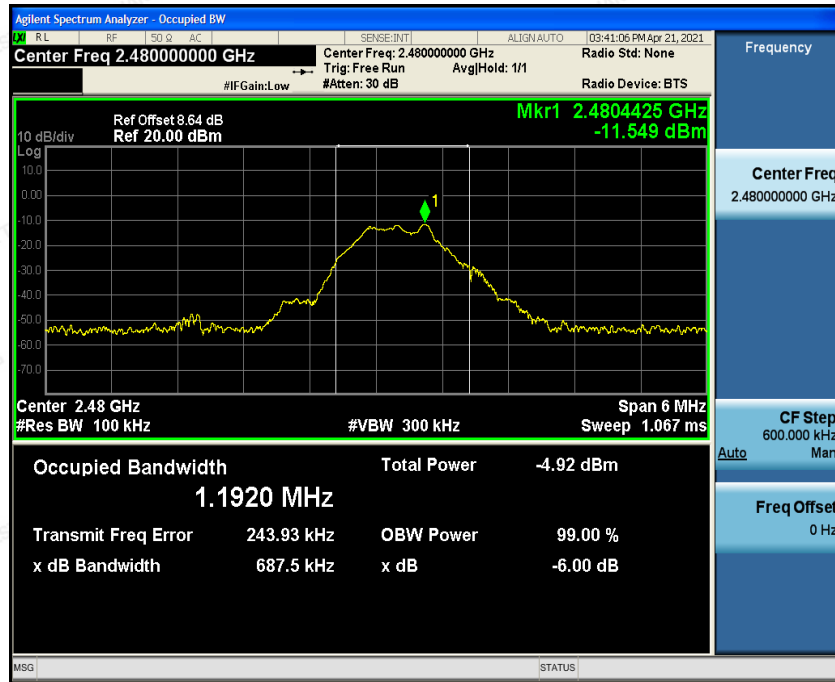 Agilent Spectrum Analyzer - Occupied BW
LXI RL RF 50 Ω AC SENSE:INT ALIGN AUTO 03:41:06 PM Apr 21, 2021
Center Freq 2.480000000 GHz Center Freq: 2.480000000 GHz Radio Std: None
Trig: Free Run Avg|Hold: 1/1
#IFGain:Low #Atten: 30 dB Radio Device: BTS
Ref Offset 8.64 dB Mkr1 2.4804425 GHz
10 dB/div Ref 20.00 dBm -11.549 dBm
Log
10.0
0.00
1
-10.0
-20.0
-30.0
-40.0
-50.0
-60.0
-70.0
Center 2.48 GHz Span 6 MHz
#Res BW 100 kHz #VBW 300 kHz Sweep 1.067 ms
Occupied Bandwidth Total Power -4.92 dBm
1.1920 MHz
Transmit Freq Error 243.93 kHz OBW Power 99.00 %
x dB Bandwidth 687.5 kHz x dB -6.00 dB
MSG STATUS
Frequency
Center Freq
2.480000000 GHz
CF Step
600.000 kHz
Auto Man
Freq Offset
0 Hz